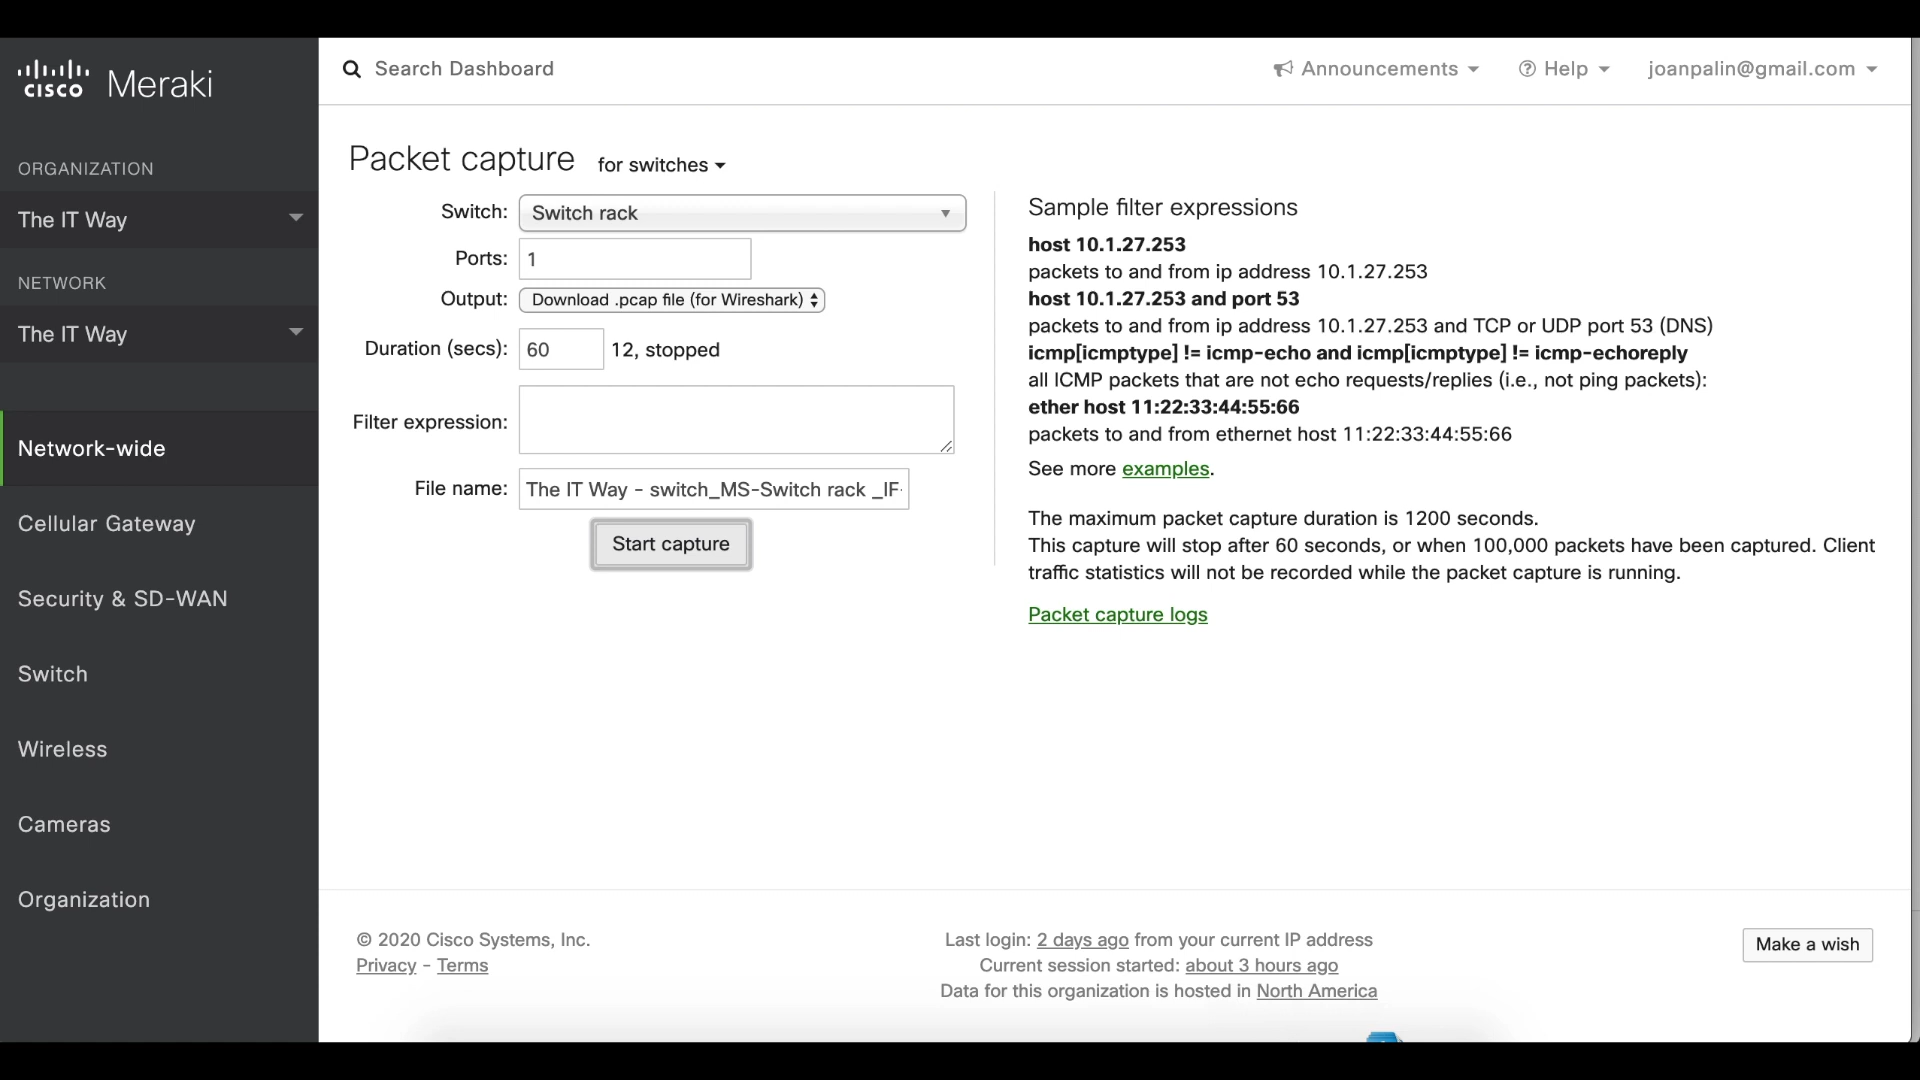 cisco Meraki
ORGANIZATION
The IT Way
NETWORK
The IT Way
Network-wide
Cellular Gateway
Security & SD-WAN
Switch
Wireless
Cameras
Organization
Search Dashboard
Announcements
Help
joanpalin@gmail.com
Packet capture for switches
Switch: Switch rack
Ports: 1
Output: Download .pcap file (for Wireshark)
Duration (secs): 60 12, stopped
Filter expression:
File name: The IT Way - switch_MS-Switch rack _IF-
Start capture
Sample filter expressions
host 10.1.27.253
packets to and from ip address 10.1.27.253
host 10.1.27.253 and port 53
packets to and from ip address 10.1.27.253 and TCP or UDP port 53 (DNS)
icmp[icmptype] != icmp-echo and icmp[icmptype] != icmp-echoreply
all ICMP packets that are not echo requests/replies (i.e., not ping packets):
ether host 11:22:33:44:55:66
packets to and from ethernet host 11:22:33:44:55:66
See more examples.
The maximum packet capture duration is 1200 seconds.
This capture will stop after 60 seconds, or when 100,000 packets have been captured. Client
traffic statistics will not be recorded while the packet capture is running.
Packet capture logs
© 2020 Cisco Systems, Inc.
Privacy - Terms
Last login: 2 days ago from your current IP address
Current session started: about 3 hours ago
Data for this organization is hosted in North America
Make a wish